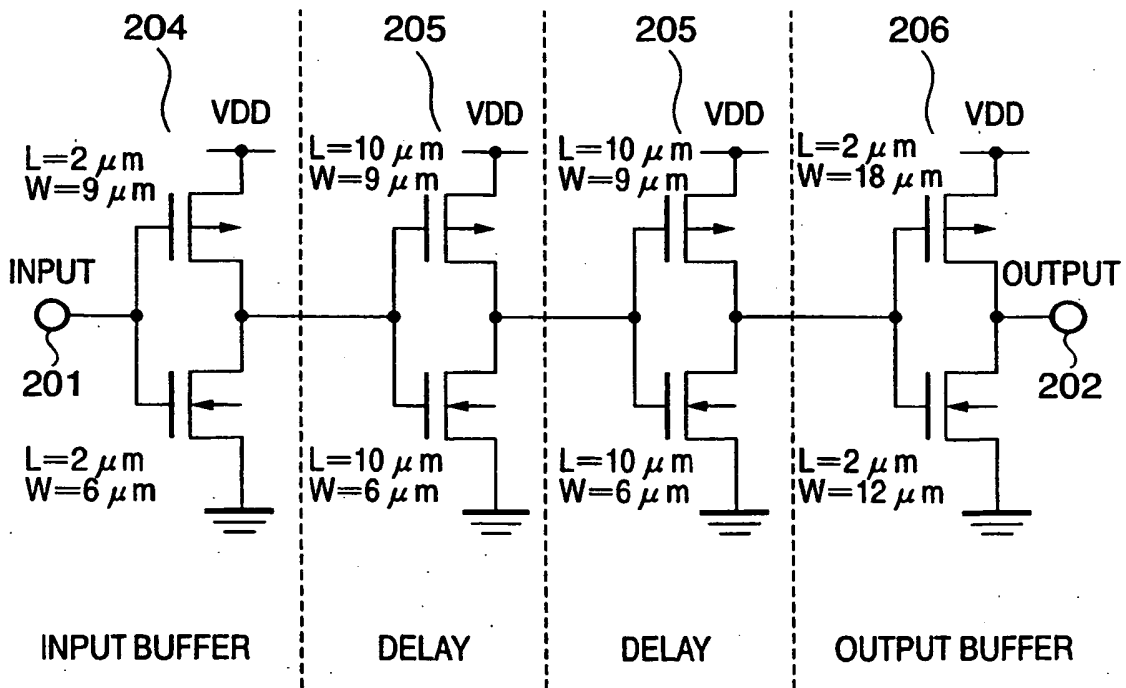 204
205
205
206
VDD
VDD
VDD
VDD
L=2 μm
W=9 μm
L=10 μm
W=9 μm
L=10 μm
W=9 μm
L=2 μm
W=18 μm
INPUT
OUTPUT
201
202
L=2 μm
W=6 μm
L=10 μm
W=6 μm
L=10 μm
W=6 μm
L=2 μm
W=12 μm
INPUT BUFFER
DELAY
DELAY
OUTPUT BUFFER